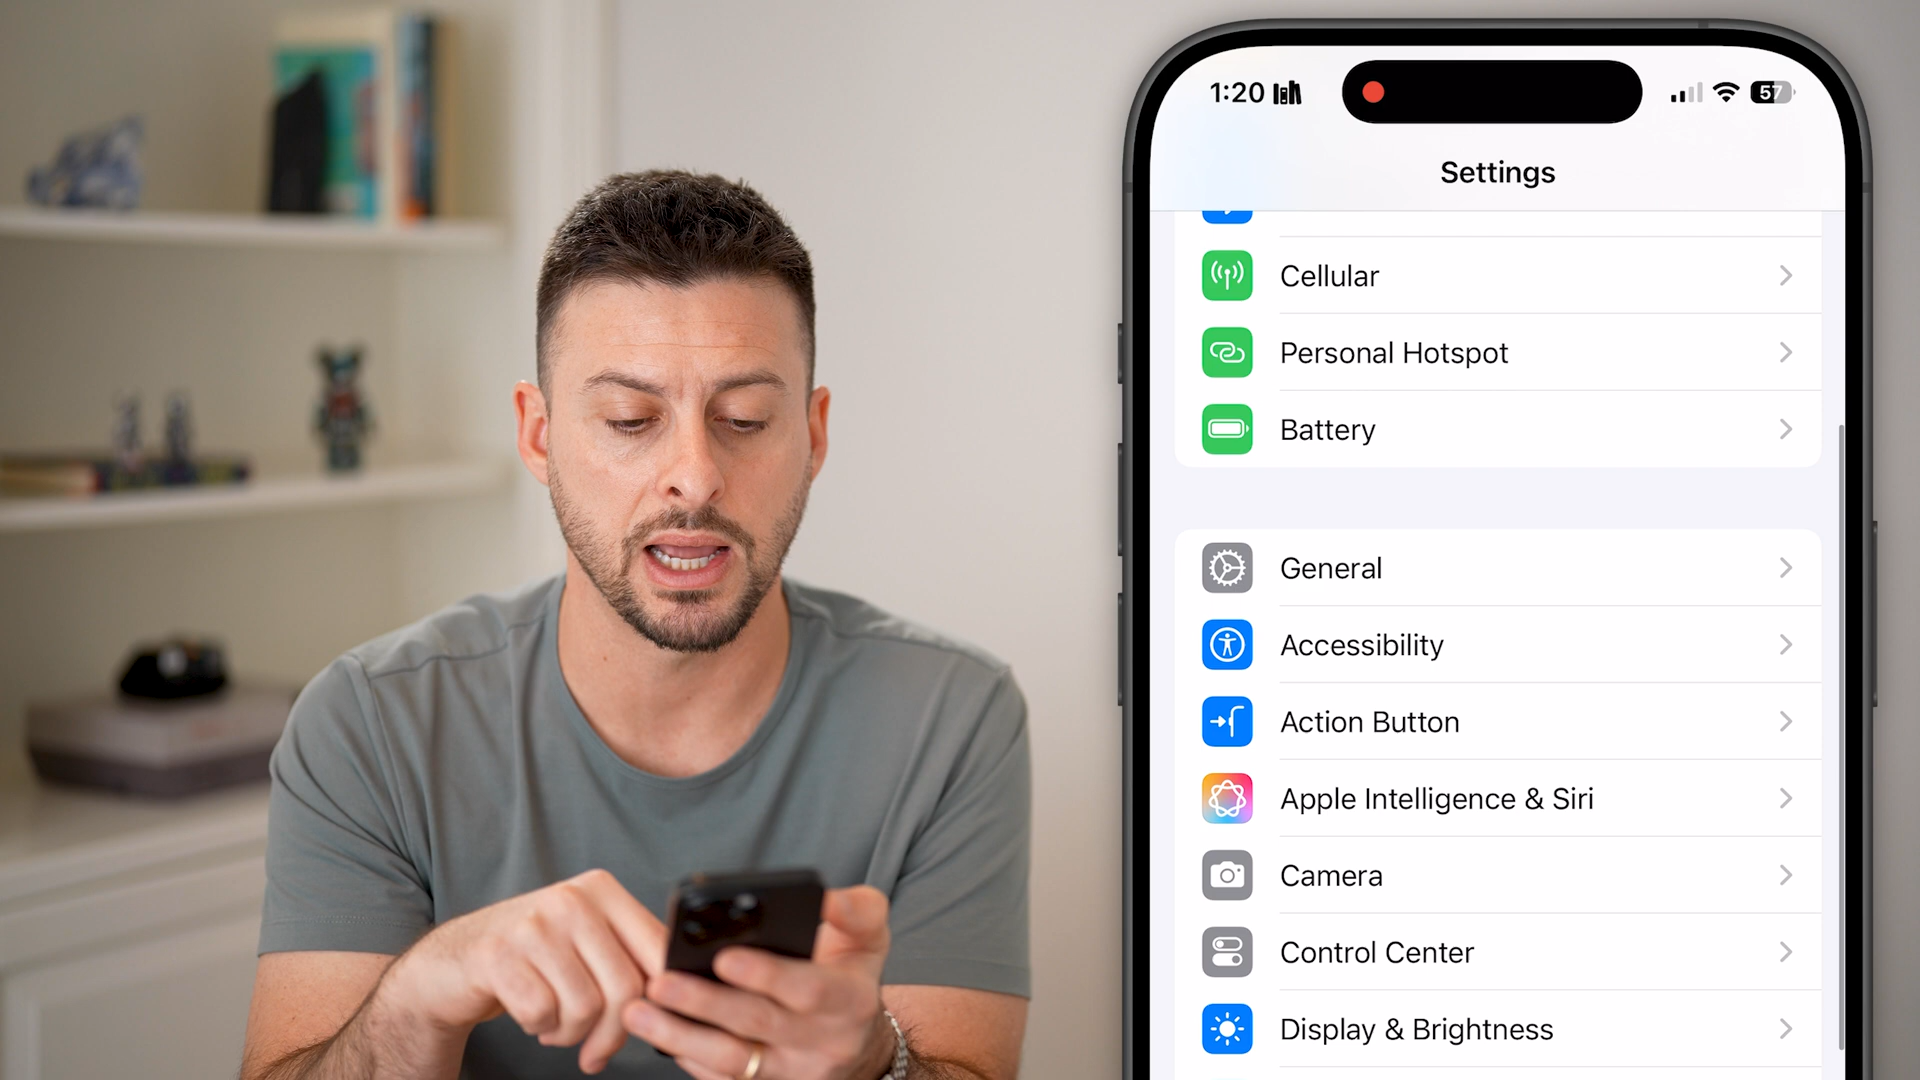 1:20
57
Settings
Cellular
Personal Hotspot
Battery
General
Accessibility
Action Button
Apple Intelligence & Siri
Camera
Control Center
Display & Brightness